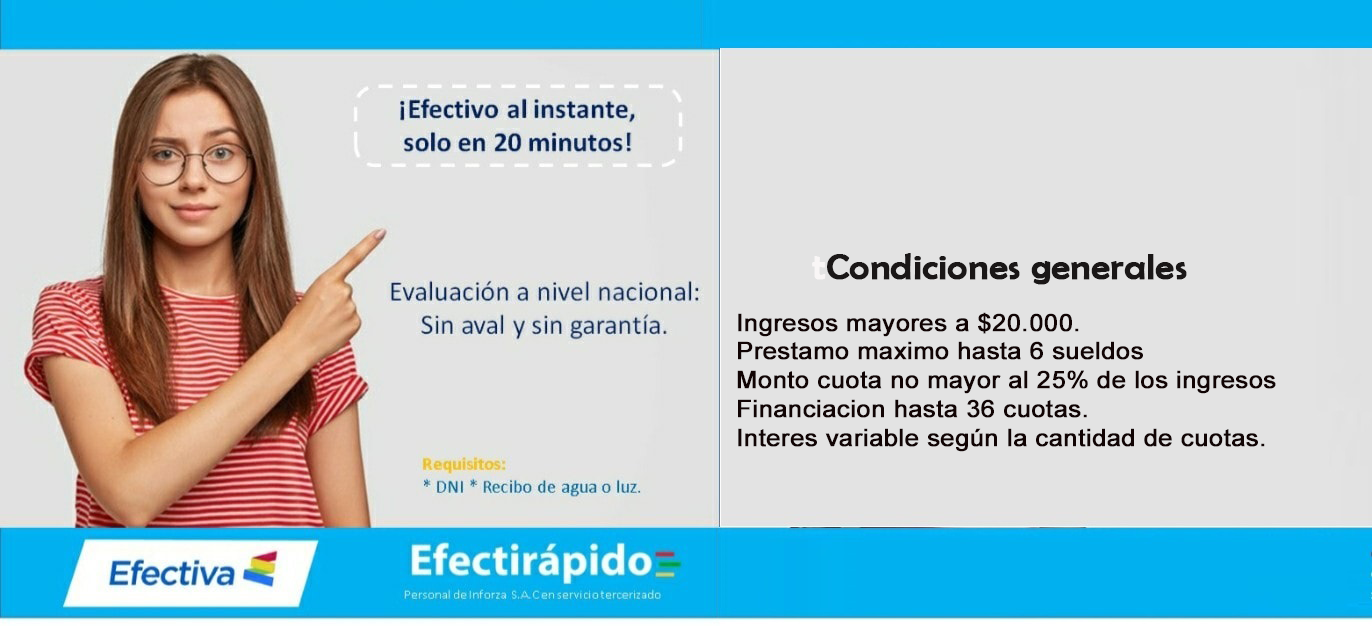 ¡Efectivo al instante,
solo en 20 minutos!
Evaluación a nivel nacional:
Sin aval y sin garantía.
Requisitos:
* DNI * Recibo de agua o luz.
Efectiva
Efectirápido
Personal de Inforza S.A.C en servicio tercerizado
tCondiciones generales
Ingresos mayores a $20.000.
Prestamo maximo hasta 6 sueldos
Monto cuota no mayor al 25% de los ingresos
Financiacion hasta 36 cuotas.
Interes variable según la cantidad de cuotas.